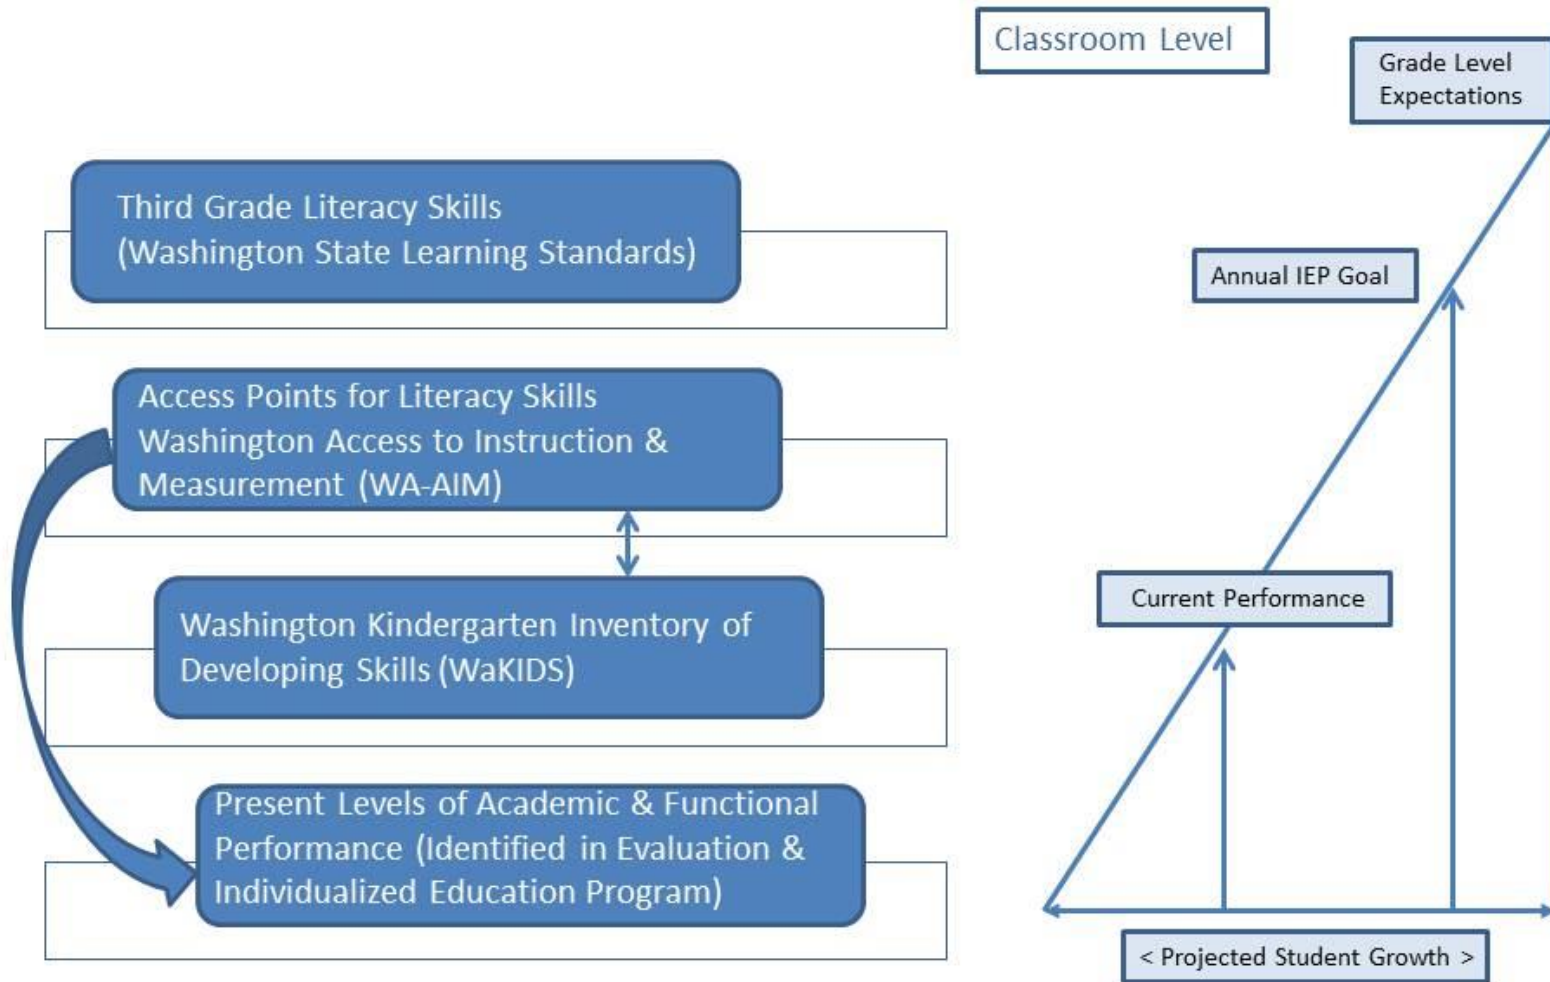 Classroom Level
Grade Level
Expectations
Third Grade Literacy Skills
(Washington State Learning Standards)
Annual IEP Goal
Access Points for Literacy Skills
Washington Access to Instruction &
Measurement (WA-AIM)
Current Performance
Washington Kindergarten Inventory of
Developing Skills (WaKIDS)
Present Levels of Academic & Functional
Performance (Identified in Evaluation &
Individualized Education Program)
< Projected Student Growth >